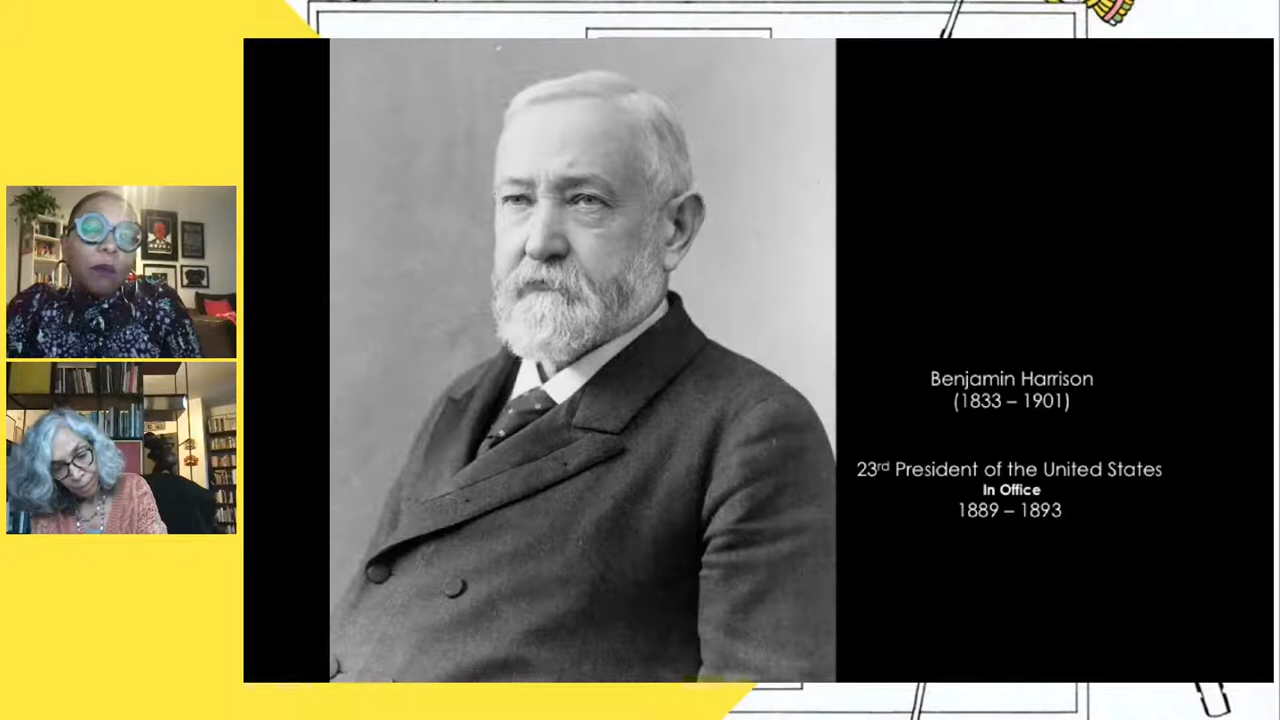 Benjamin Harrison
(1833 – 1901)
23rd President of the United States
In Office
1889 – 1893